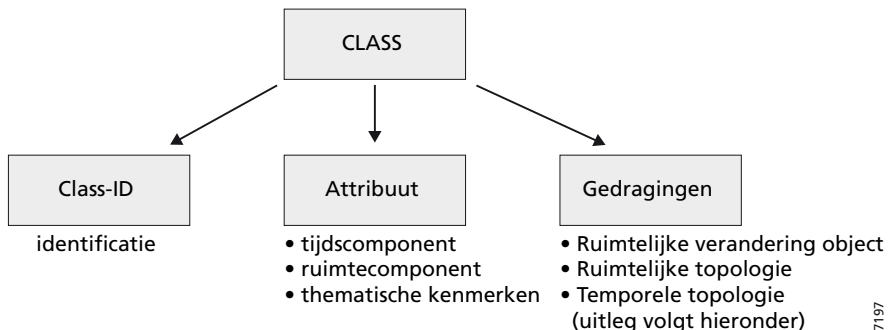 CLASS
Class-ID
Attribuut
Gedragingen
identificatie
• tijdscomponent
• ruimtecomponent
• thematische kenmerken
• Ruimtelijke verandering object
• Ruimtelijke topologie
• Temporele topologie
(uitleg volgt hieronder)
7197